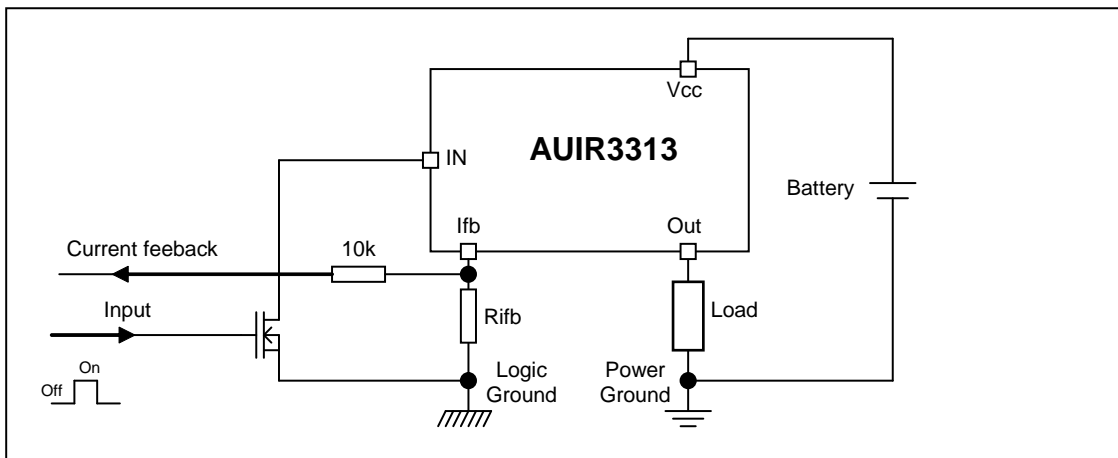 Vcc
IN
AUIR3313
Battery
Ifb
Out
Current feeback
10k
Input
Rifb
Load
On
Off
Logic
Ground
Power
Ground